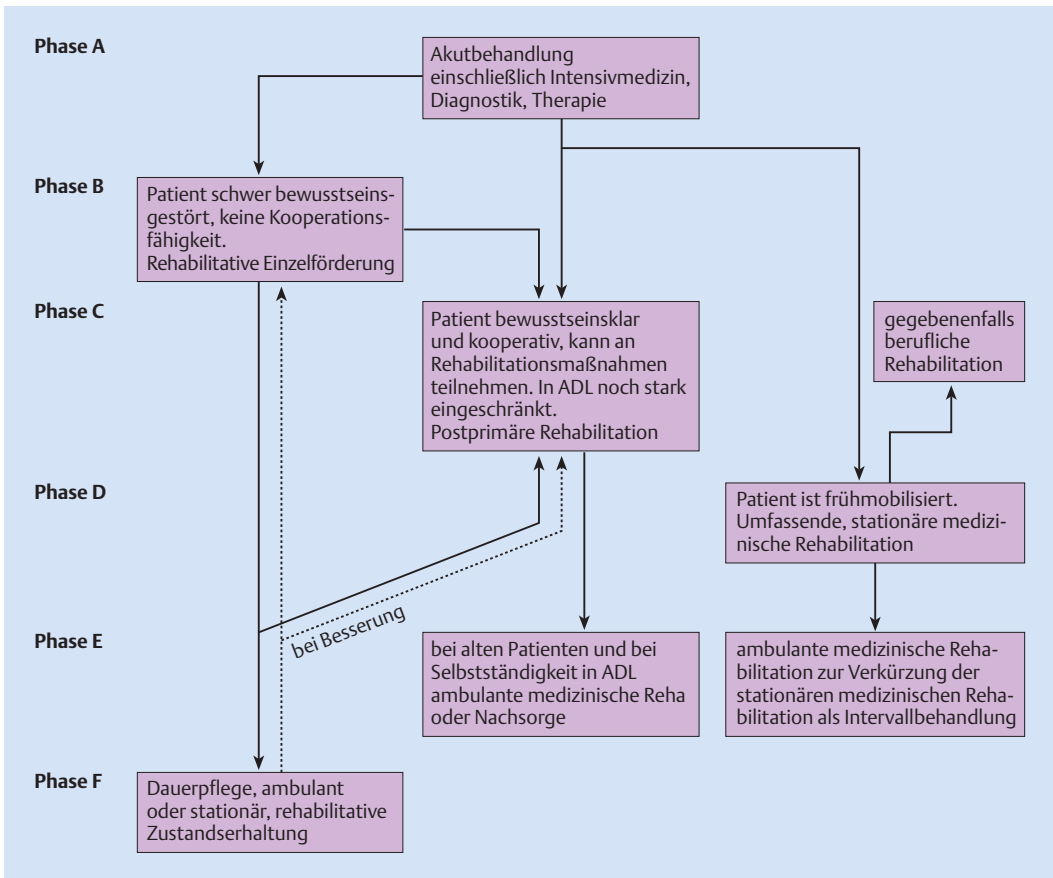 Phase A
Akutbehandlung
einschließlich Intensivmedizin,
Diagnostik, Therapie
Phase B
Patient schwer bewusstseins-
gestört, keine Kooperations-
fähigkeit.
Rehabilitative Einzelförderung
Phase C
Patient bewusstseinsklar
und kooperativ, kann an
Rehabilitationsmaßnahmen
teilnehmen. In ADL noch stark
eingeschränkt.
Postprimäre Rehabilitation
gegebenenfalls
berufliche
Rehabilitation
Phase D
Patient ist frühmobilisiert.
Umfassende, stationäre medizi-
nische Rehabilitation
bei Besserung
Phase E
bei alten Patienten und bei
Selbstständigkeit in ADL
ambulante medizinische Reha
oder Nachsorge
ambulante medizinische Reha-
bilitation zur Verkürzung der
stationären medizinischen Reha-
bilitation als Intervallbehandlung
Phase F
Dauerpflege, ambulant
oder stationär, rehabilitative
Zustandserhaltung